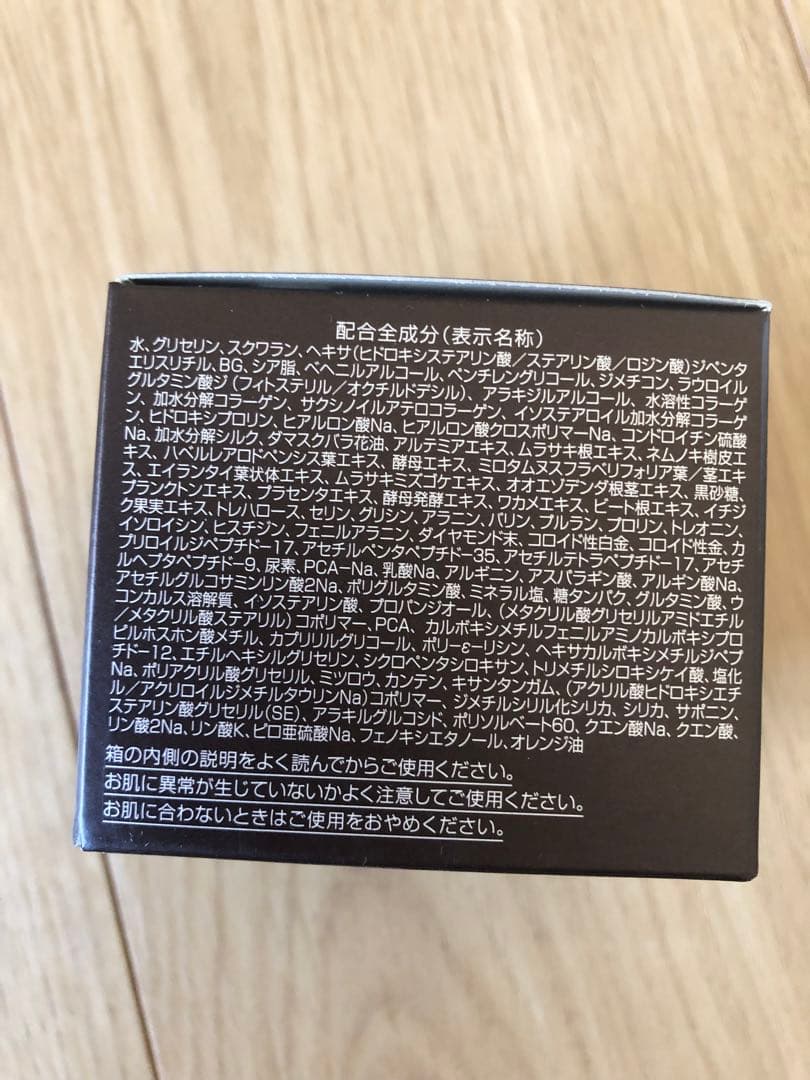 配合全成分(表示名称)
水、グリセリン、スクワラン、ヘキサ(ヒドロキシステアリン酸/ステアリン酸/ロジン酸)ジペンタ
エリスリチル、BG、シア脂、ベヘニルアルコール、ペンチレングリコール、ジメチコン、ラウロイル
グルタミン酸ジ(フィトステリル/オクチルドデシル)、アラキジルアルコール、水溶性コラーゲ
ン、加水分解コラーゲン、サクシノイルアテロコラーゲン、イソステアロイル加水分解コラーゲ
ン、ヒドロキシプロリン、ヒアルロン酸Na、ヒアルロン酸クロスポリマーNa、コンドロイチン硫酸
Na、加水分解シルク、ダマスクバラ花油、アルテミアエキス、ムラサキ根エキス、ネムノキ樹皮エ
キス、ハベルレアロドペンシス葉エキス、酵母エキス、ミロタムヌスフラベリフォリア葉/茎エキ
ス、エイランタイ葉状体エキス、ムラサキミズゴケエキス、オオエゾデンダ根茎エキス、黒砂糖、
プランクトンエキス、プラセンタエキス、酵母発酵エキス、ワカメエキス、ビート根エキス、イチジ
ク果実エキス、トレハロース、セリン、グリシン、アラニン、バリン、プルラン、プロリン、トレオニン、
イソロイシン、ヒスチジン、フェニルアラニン、ダイヤモンド末、コロイド性白金、コロイド性金、カ
プリロイルジペプチド-17、アセチルペンタペプチド-35、アセチルテトラペプチド-17、アセチ
ルヘプタペプチド-9、尿素、PCA-Na、乳酸Na、アルギニン、アスパラギン酸、アルギン酸Na、
アセチルグルコサミンリン酸2Na、ポリグルタミン酸、ミネラル塩、糖タンパク、グルタミン酸、ウ
コンカルス溶解質、イソステアリン酸、プロパンジオール、(メタクリル酸グリセリルアミドエチル
/メタクリル酸ステアリル)コポリマー、PCA、カルボキシメチルフェニルアミノカルボキシプロ
ピルホスホン酸メチル、カプリリルグリコール、ポリ-ε-リシン、ヘキサカルボキシメチルジペプ
チド-12、エチルヘキシルグリセリン、シクロペンタシロキサン、トリメチルシロキシケイ酸、塩化
Na、ポリアクリル酸グリセリル、ミツロウ、カンテン、キサンタンガム、(アクリル酸ヒドロキシエチ
ル/アクリロイルジメチルタウリンNa)コポリマー、ジメチルシリル化シリカ、シリカ、サポニン、
ステアリン酸グリセリル(SE)、アラキルグルコシド、ポリソルベート60、クエン酸Na、クエン酸、
リン酸2Na、リン酸K、ピロ亜硫酸Na、フェノキシエタノール、オレンジ油
箱の内側の説明をよく読んでからご使用ください。
お肌に異常が生じていないかよく注意してご使用ください。
お肌に合わないときはご使用をおやめください。